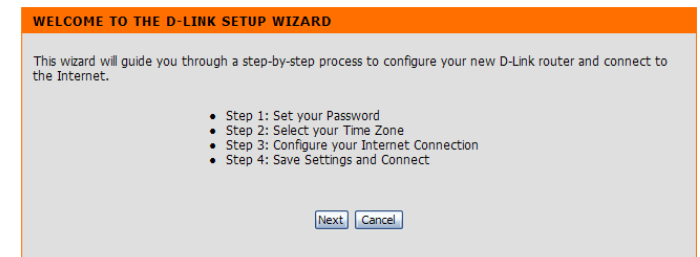 WELCOME TO THE D-LINK SETUP WIZARD
This wizard will guide you through a step-by-step process to configure your new D-Link router and connect to
the Internet.
• Step 1: Set your Password
• Step 2: Select your Time Zone
• Step 3: Configure your Internet Connection
• Step 4: Save Settings and Connect
Next Cancel